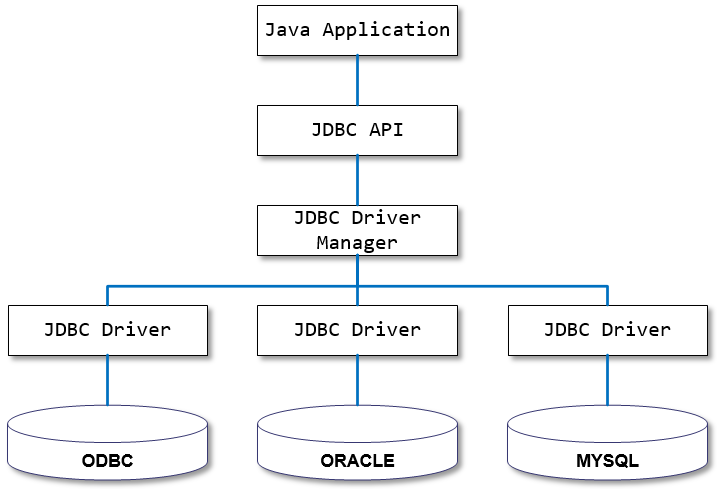 Java Application
JDBC API
JDBC Driver
Manager
JDBC Driver
JDBC Driver
JDBC Driver
ODBC
ORACLE
MYSQL